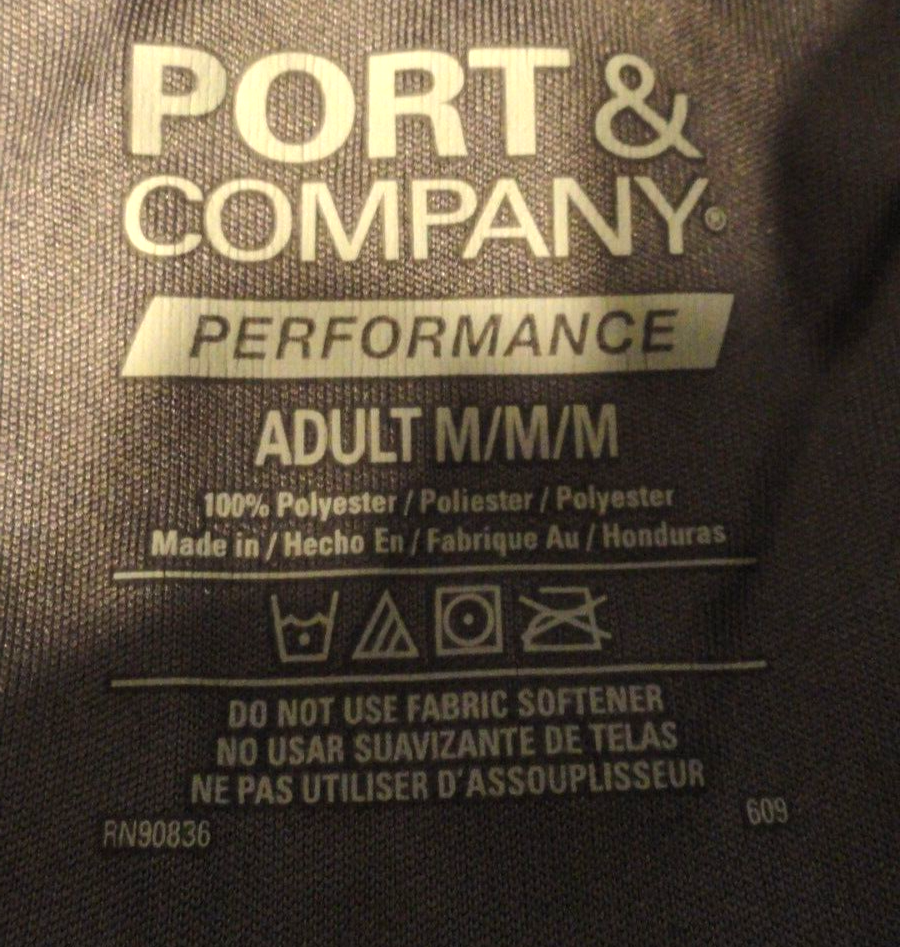 PORT &
COMPANY®
PERFORMANCE
ADULT M/M/M
100% Polyester / Poliester / Polyester
Made in / Hecho En / Fabrique Au / Honduras
DO NOT USE FABRIC SOFTENER
NO USAR SUAVIZANTE DE TELAS
NE PAS UTILISER D'ASSOUPLISSEUR
RN90836
609